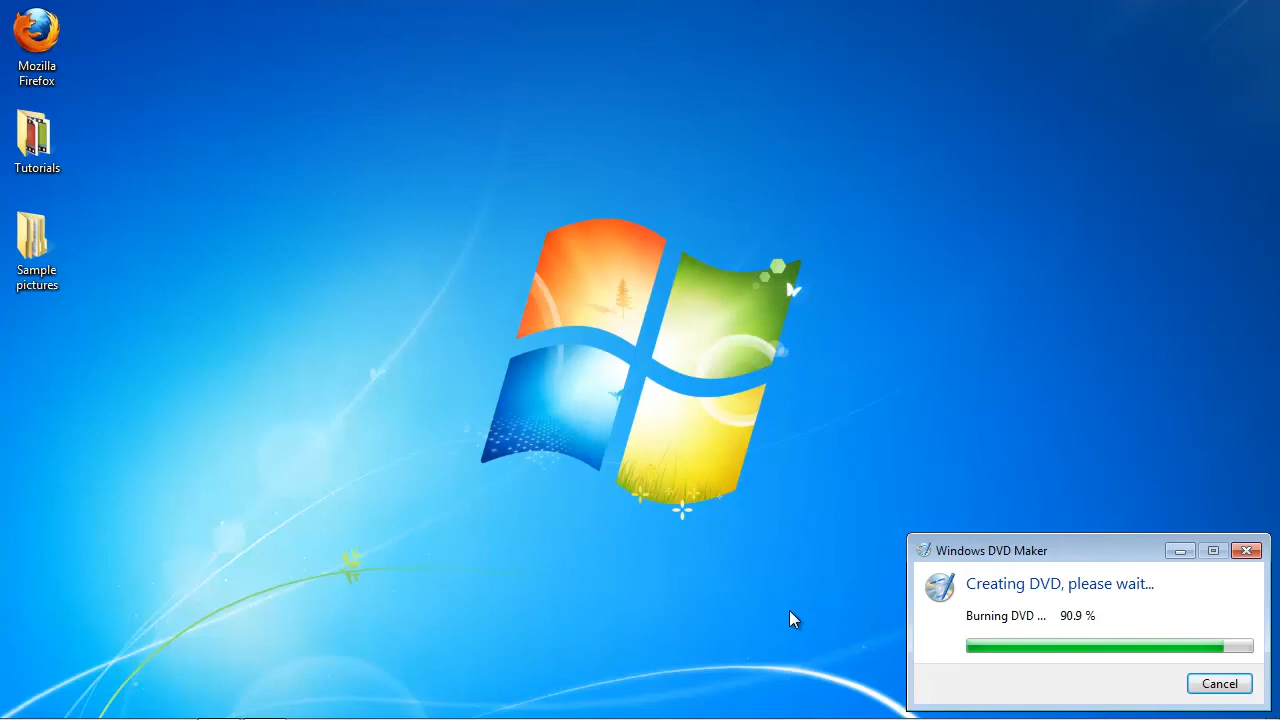 Mozilla
Firefox
Tutorials
Sample
pictures
Windows DVD Maker
Creating DVD, please wait...
Burning DVD ... 90.9 %
Cancel